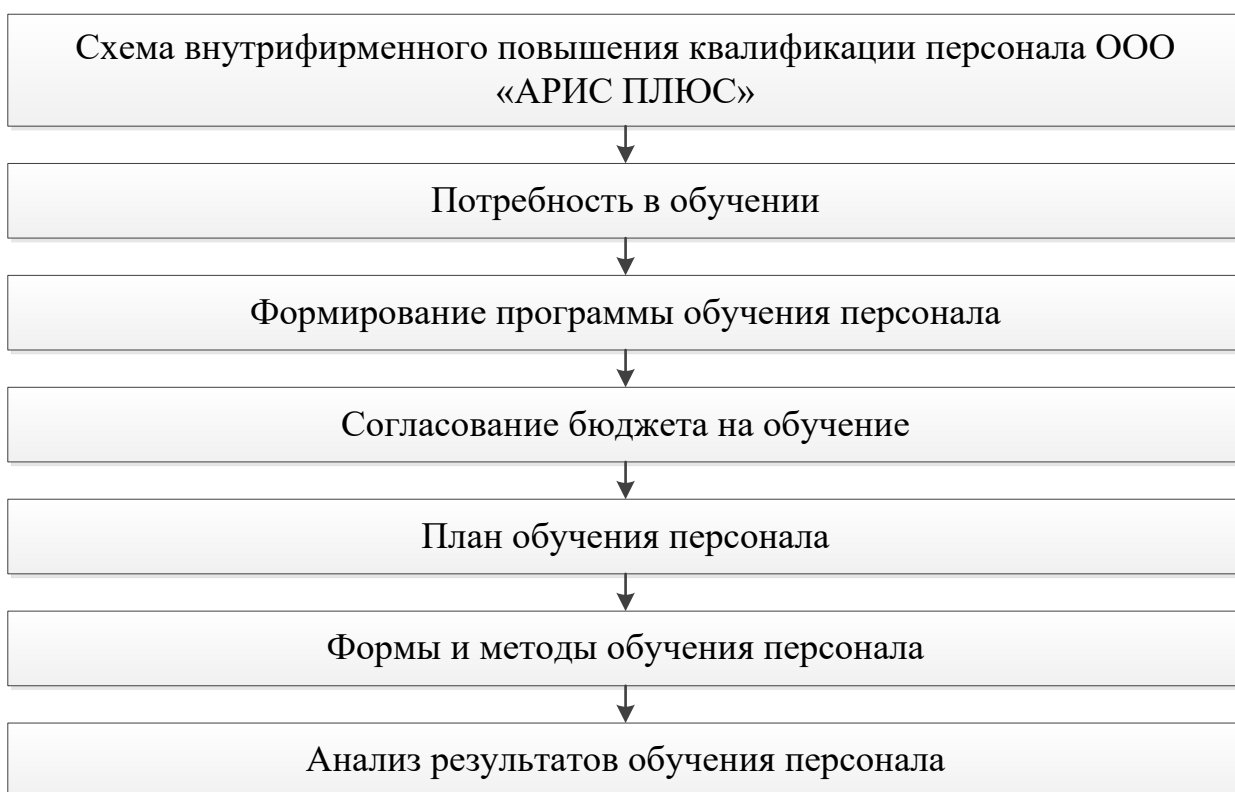 Схема внутрифирменного повышения квалификации персонала ООО
«АРИС ПЛЮС»
Потребность в обучении
Формирование программы обучения персонала
Согласование бюджета на обучение
План обучения персонала
Формы и методы обучения персонала
Анализ результатов обучения персонала